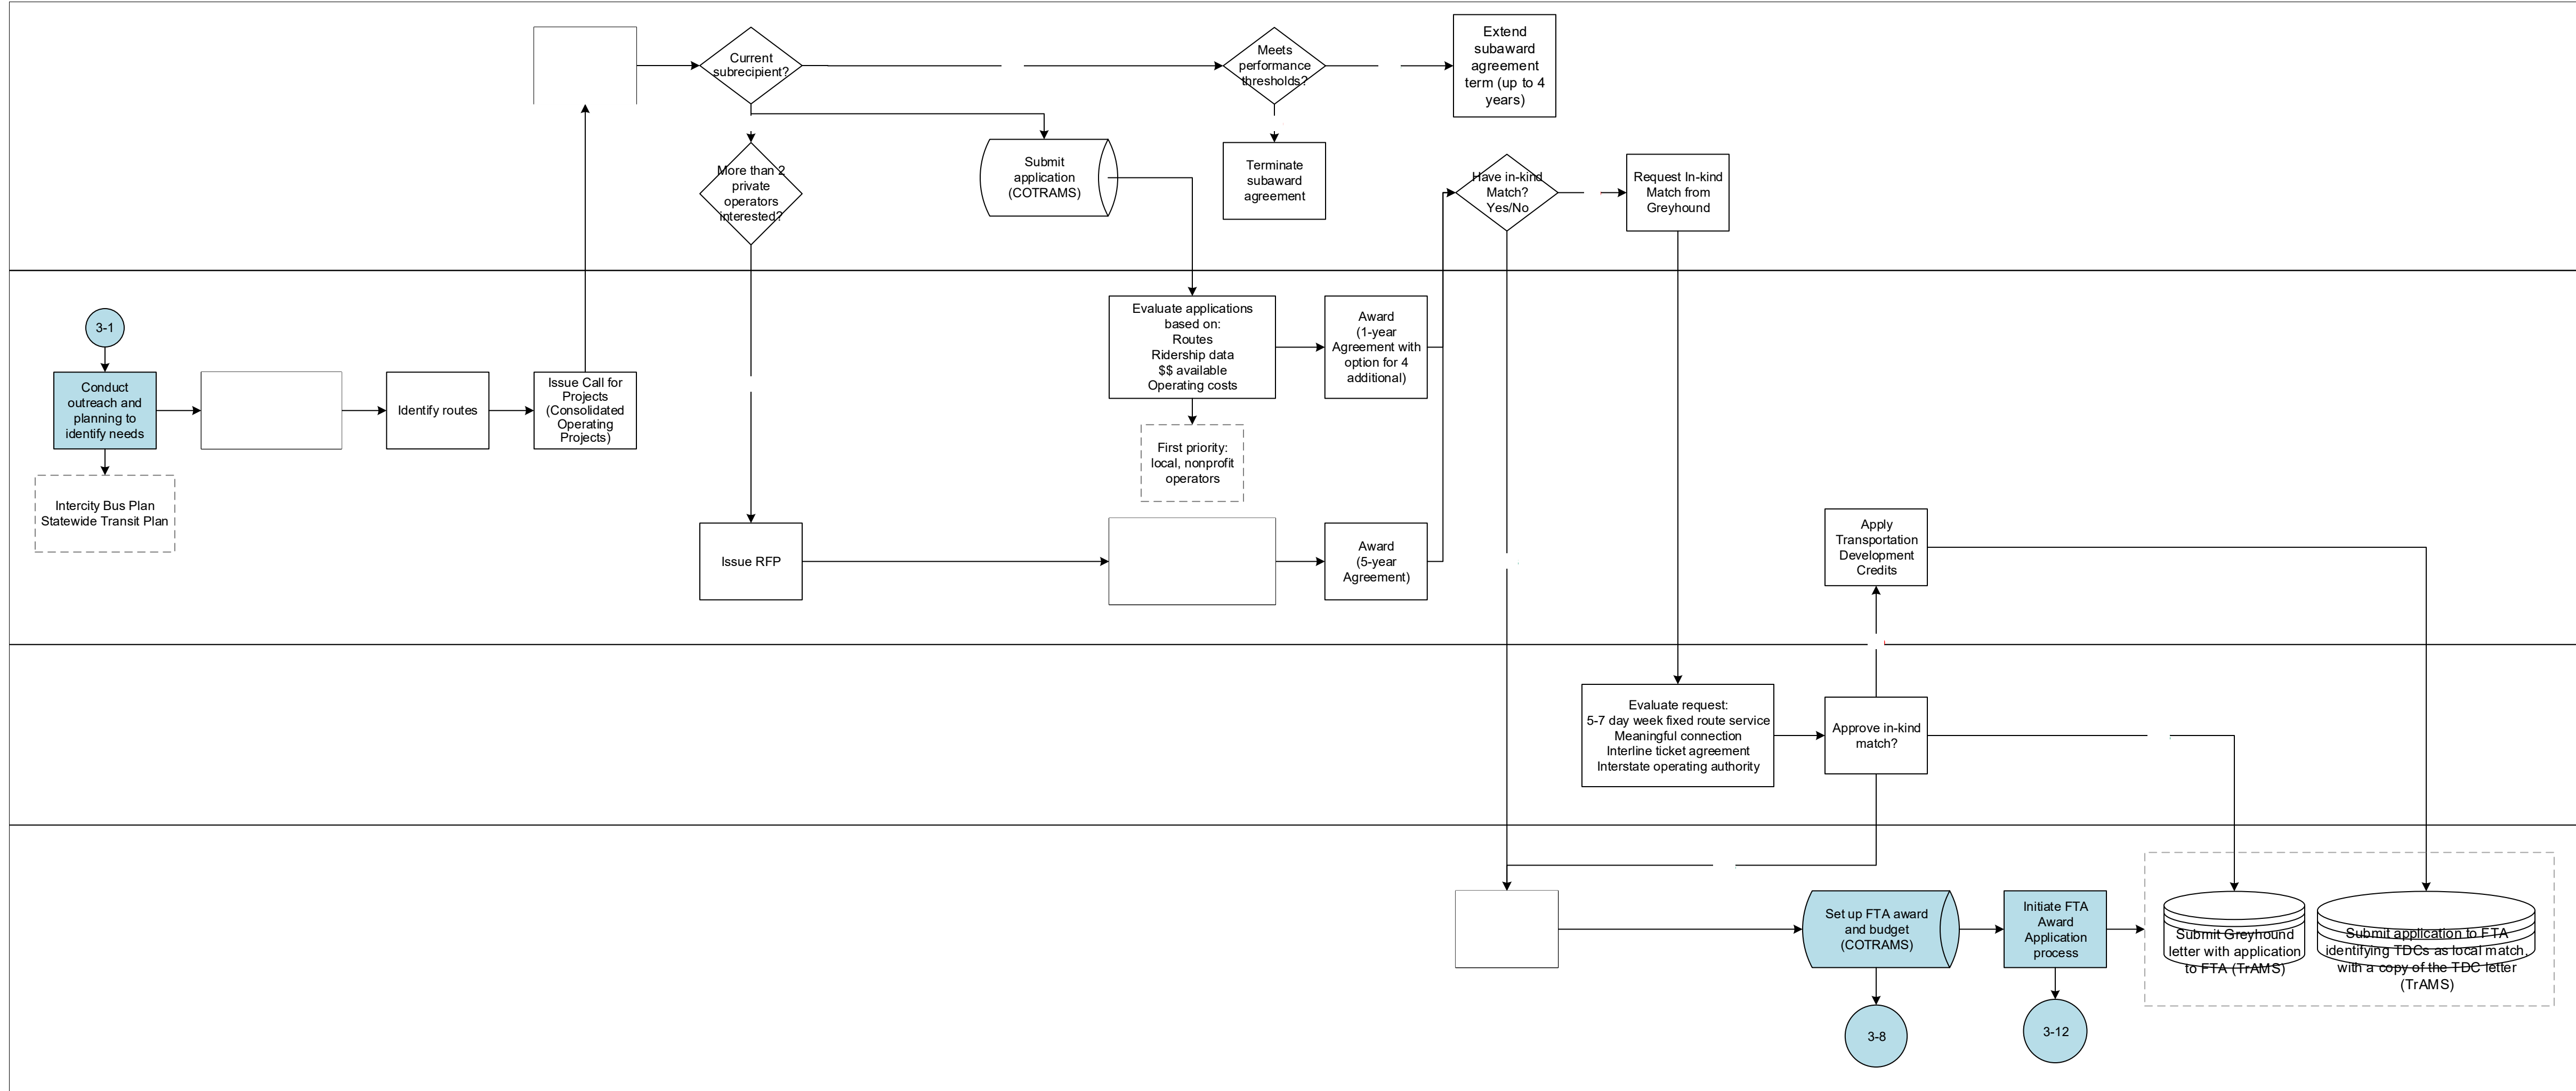 Current
subrecipient?
Meets
performance
thresholds?
Extend
subaward
agreement
term (up to 4
years)
More than 2
private
operators
interested?
Submit
application
(COTRAMS)
Terminate
subaward
agreement
Have in-kind
Match?
Yes/No
Request In-kind
Match from
Greyhound
3-1
Conduct
outreach and
planning to
identify needs
Intercity Bus Plan
Statewide Transit Plan
Identify routes
Issue Call for
Projects
(Consolidated
Operating
Projects)
Evaluate applications
based on:
Routes
Ridership data
$$ available
Operating costs
Award
(1-year
Agreement with
option for 4
additional)
First priority:
local, nonprofit
operators
Issue RFP
Award
(5-year
Agreement)
Apply
Transportation
Development
Credits
Evaluate request:
5-7 day week fixed route service
Meaningful connection
Interline ticket agreement
Interstate operating authority
Approve in-kind
match?
Set up FTA award
and budget
(COTRAMS)
Initiate FTA
Award
Application
process
Submit Greyhound
letter with application
to FTA (TrAMS)
Submit application to FTA
identifying TDCs as local match,
with a copy of the TDC letter
(TrAMS)
3-8
3-12